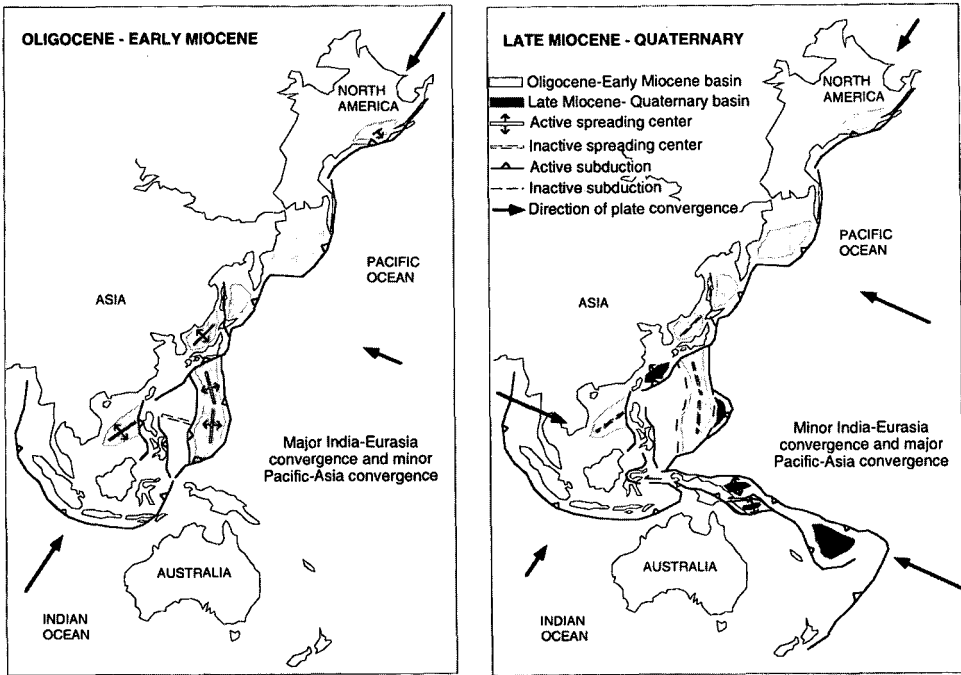 OLIGOCENE - EARLY MIOCENE
NORTH
AMERICA
PACIFIC
OCEAN
ASIA
Major India-Eurasia
convergence and minor
Pacific-Asia convergence
AUSTRALIA
INDIAN
OCEAN
LATE MIOCENE - QUATERNARY
Oligocene-Early Miocene basin
Late Miocene- Quaternary basin
Active spreading center
Inactive spreading center
Active subduction
Inactive subduction
Direction of plate convergence
NORTH
AMERICA
PACIFIC
OCEAN
ASIA
Minor India-Eurasia
convergence and major
Pacific-Asia convergence
AUSTRALIA
INDIAN
OCEAN